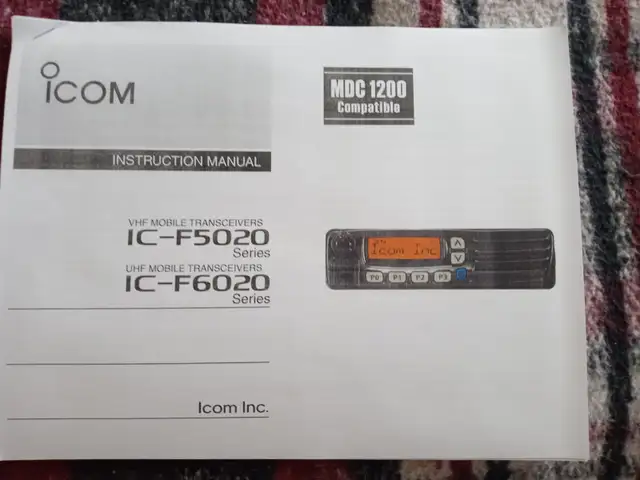 ICOM
MDC 1200
Compatible
INSTRUCTION MANUAL
VHF MOBILE TRANSCEIVERS
IC-F5020
Series
UHF MOBILE TRANSCEIVERS
IC-F6020
Series
Icom Inc
P0 P1 P2 P3
Icom Inc.